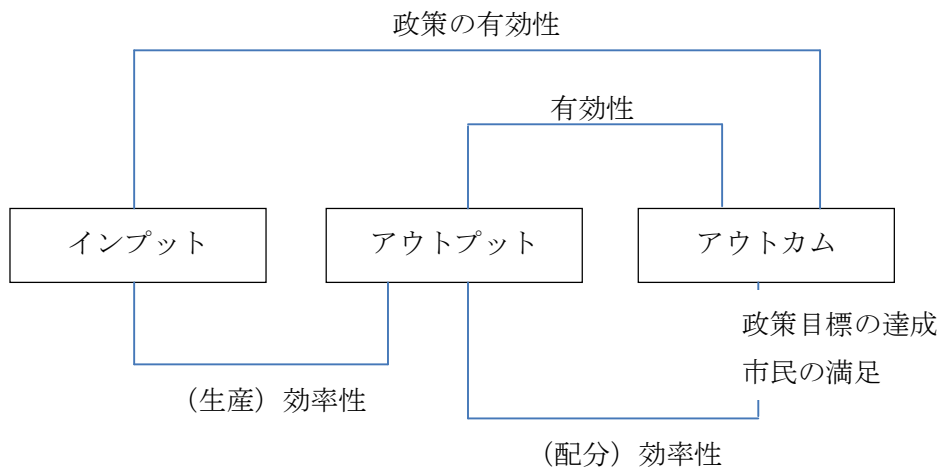 政策の有効性
有効性
インプット
アウトプット
アウトカム
政策目標の達成
市民の満足
（生産）効率性
（配分）効率性